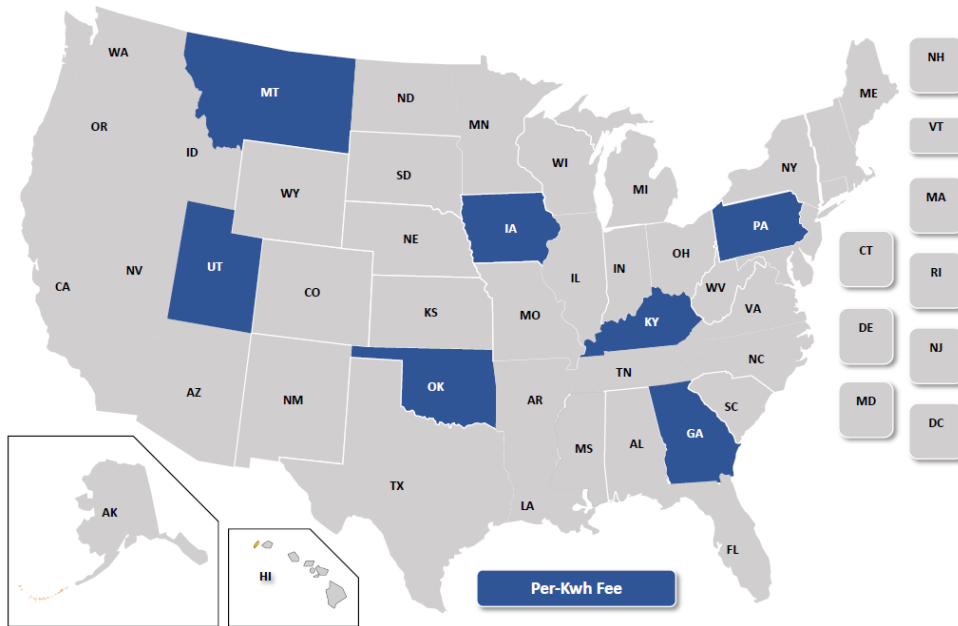 WA
MT
ND
MN
ME
NH
OR
ID
VT
WI
NY
SD
WY
MI
MA
IA
PA
NE
UT
CT
NV
OH
IN
IL
RI
CA
CO
WV
VA
KS
MO
KY
DE
NJ
NC
TN
OK
AZ
NM
AR
SC
MD
DC
GA
MS
AL
TX
LA
AK
FL
HI
Per-Kwh Fee